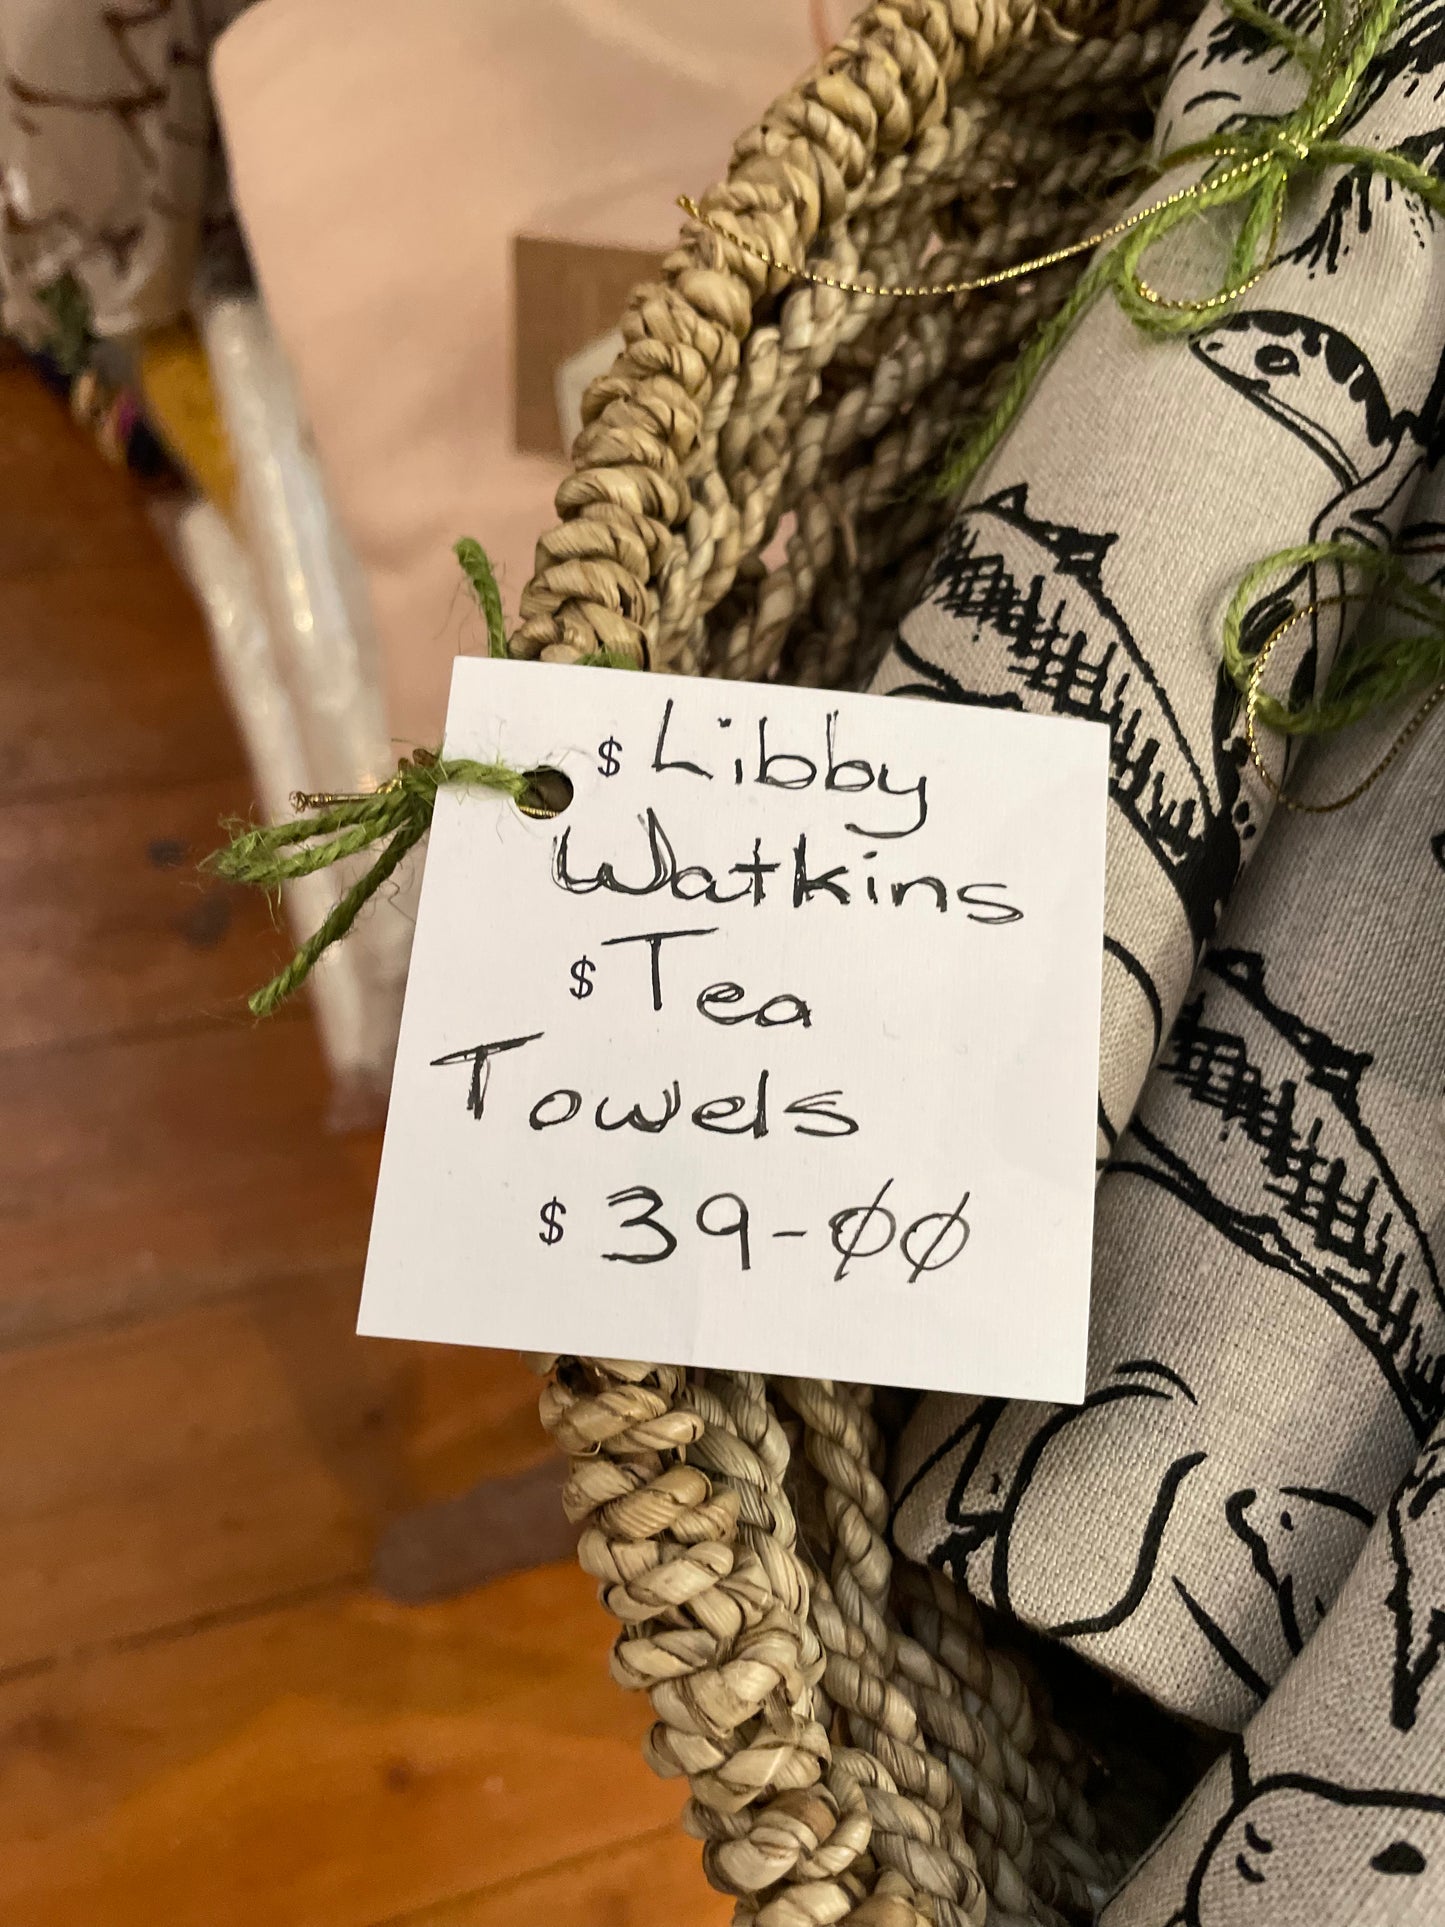 $ Libby
Watkins
$ Tea
Towels
$ 39-00